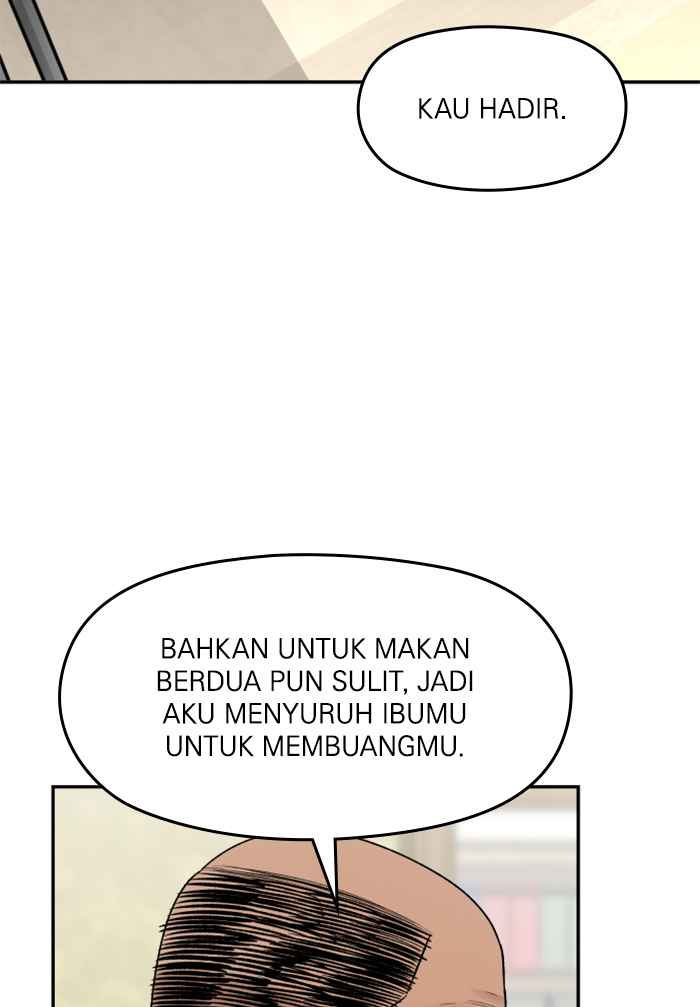 KAU HADIR.
BAHKAN UNTUK MAKAN
BERDUA PUN SULIT, JADI
AKU MENYURUH IBUMU
UNTUK MEMBUANGMU.